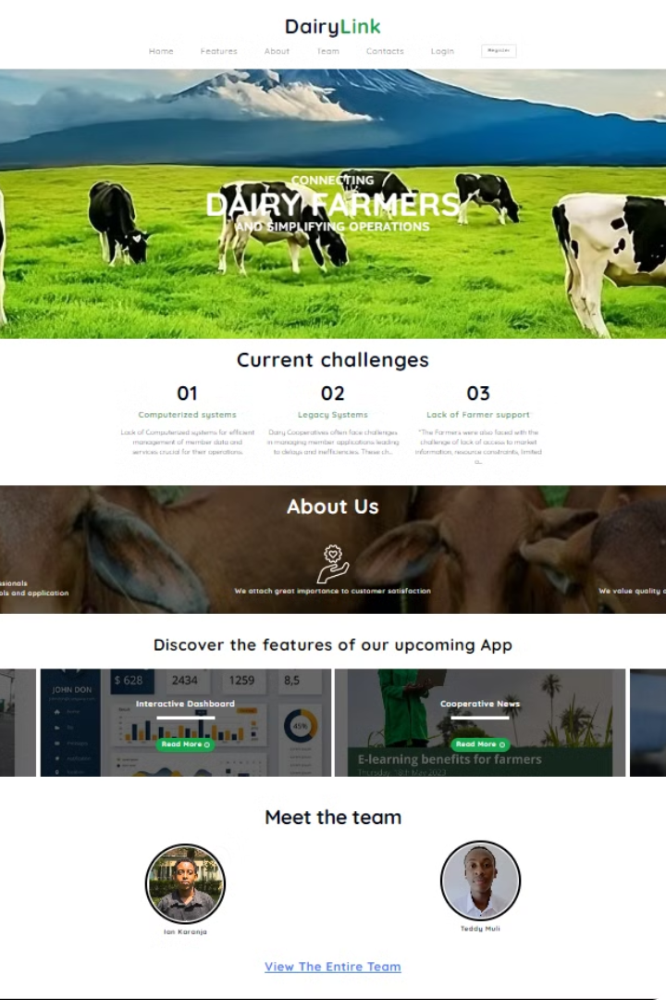 DairyLink
Home Features About Team Contacts Login Register
CONNECTING
DAIRY FARMERS
AND SIMPLIFYING OPERATIONS
Current challenges
01 02 03
Computerized systems Legacy Systems Lack of Farmer support
Lack of Computerized systems for efficient Dairy Cooperatives often face challenges "The Farmers were also faced with the
management of member data and in managing member applications leading challenge of lack of access to market
services crucial for their operations. to delays and inefficiencies. These ch... information, resource constraints, limited
a...
About Us
ssionals
ols and application We attach great importance to customer satisfaction We value quality
Discover the features of our upcoming App
$ 628 2434 1259 8,5
JOHN DON
Interactive Dashboard Cooperative News
45%
Read More Read More
E-learning benefits for farmers
Thursday, 18th May 2023
Meet the team
Ian Karanja Teddy Muli
View The Entire Team